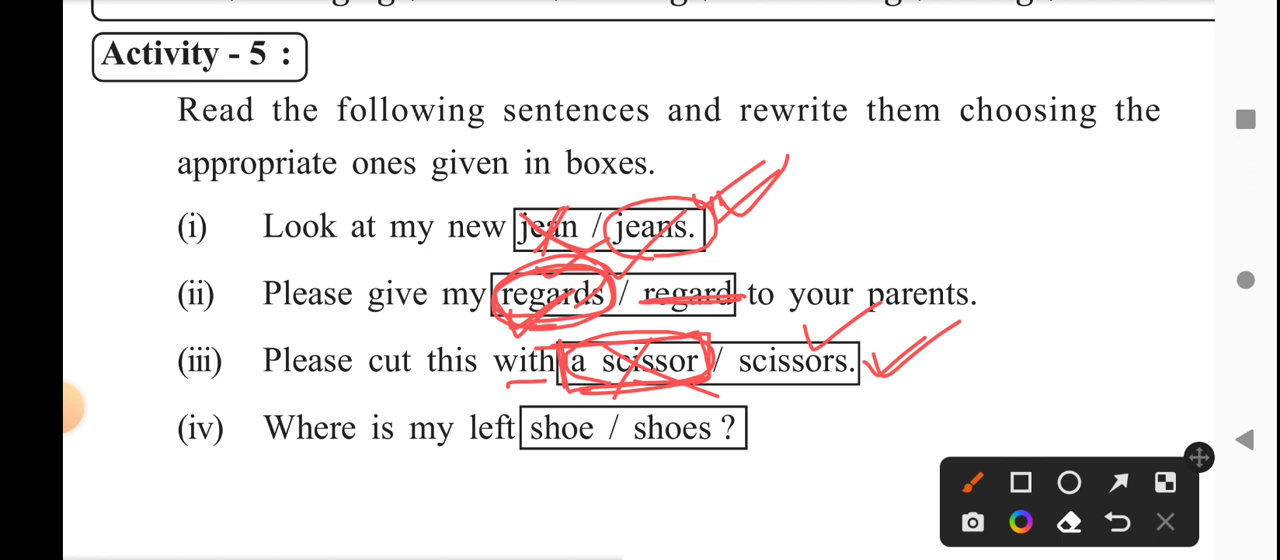 Activity - 5 :
Read the following sentences and rewrite them choosing the
appropriate ones given in boxes.
(i) Look at my new jean / jeans.
(ii) Please give my regards / regard to your parents.
(iii) Please cut this with a scissor / scissors.
(iv) Where is my left shoe / shoes ?